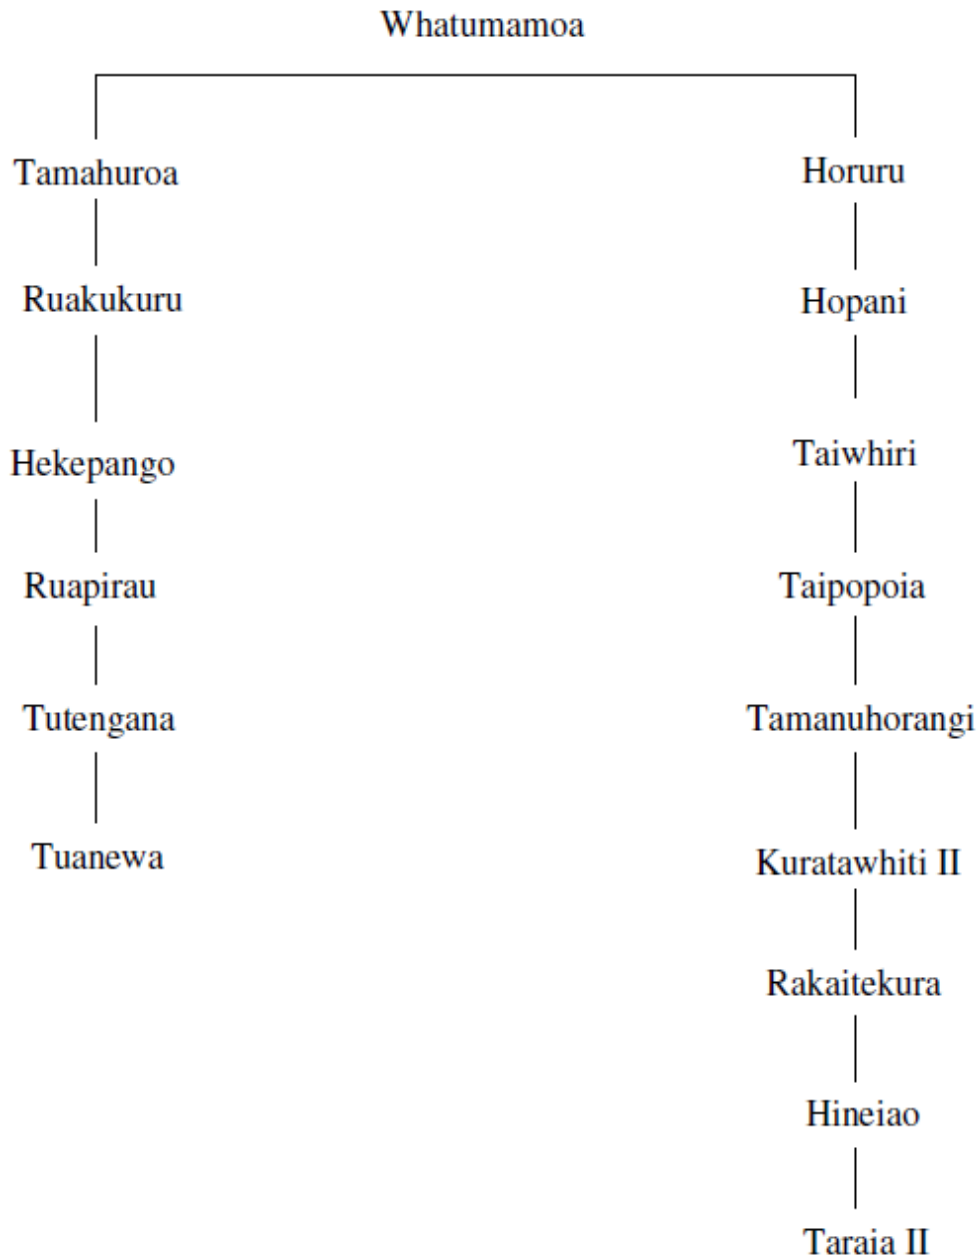 Whatumamoa
Tamahuroa
Horuru
Ruakukuru
Hopani
Hekepango
Taiwhiri
Ruapirau
Taipopoia
Tutengana
Tamanuhorangi
Tuanewa
Kuratawhiti II
Rakaitekura
Hineiao
Taraia II